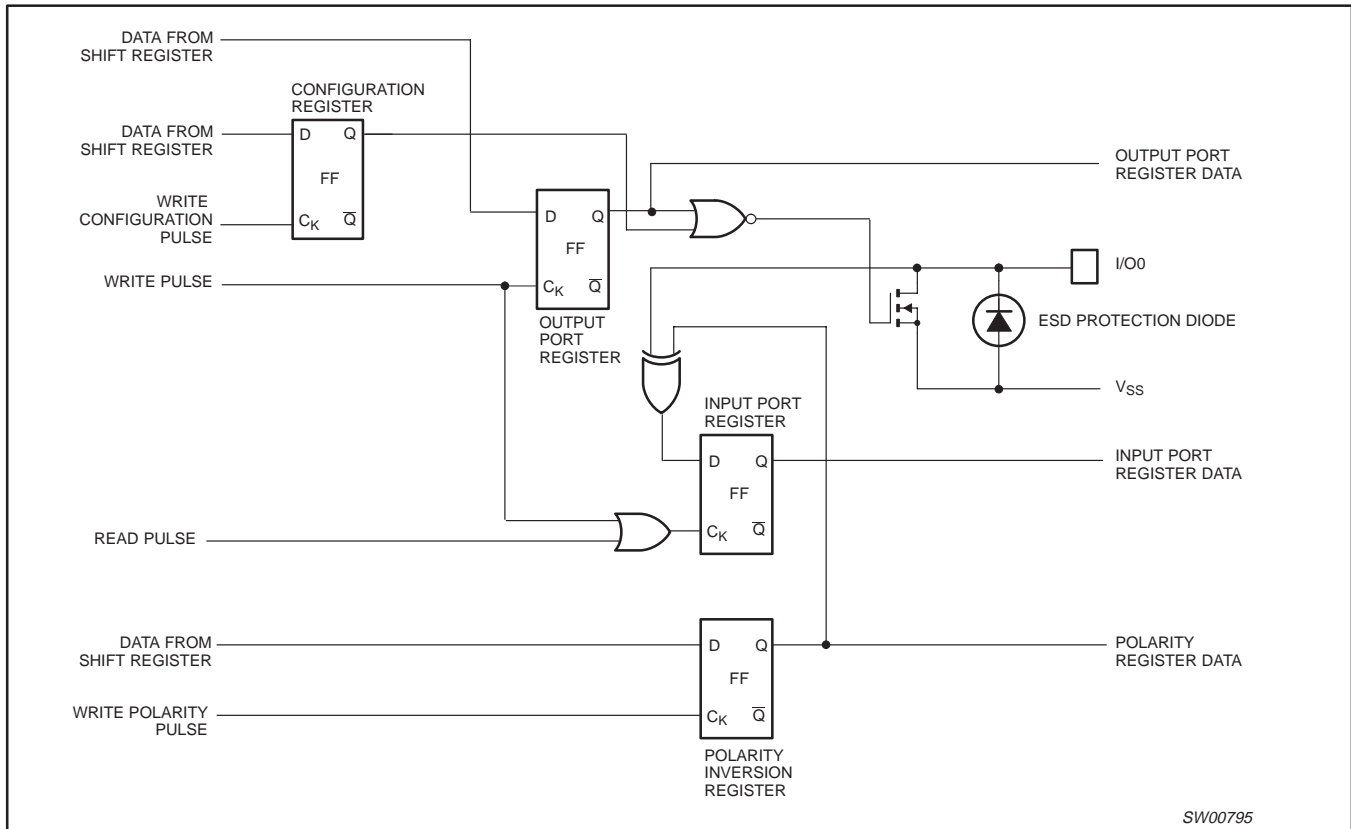 DATA FROM
SHIFT REGISTER
CONFIGURATION
REGISTER
DATA FROM
SHIFT REGISTER
D Q
FF
CK Q̅
WRITE
CONFIGURATION
PULSE
OUTPUT PORT
REGISTER DATA
D Q
FF
CK Q̅
WRITE PULSE
OUTPUT
PORT
REGISTER
I/O0
ESD PROTECTION DIODE
VSS
INPUT PORT
REGISTER
D Q
FF
CK Q̅
INPUT PORT
REGISTER DATA
READ PULSE
DATA FROM
SHIFT REGISTER
D Q
FF
CK Q̅
POLARITY
REGISTER DATA
WRITE POLARITY
PULSE
POLARITY
INVERSION
REGISTER
SW00795